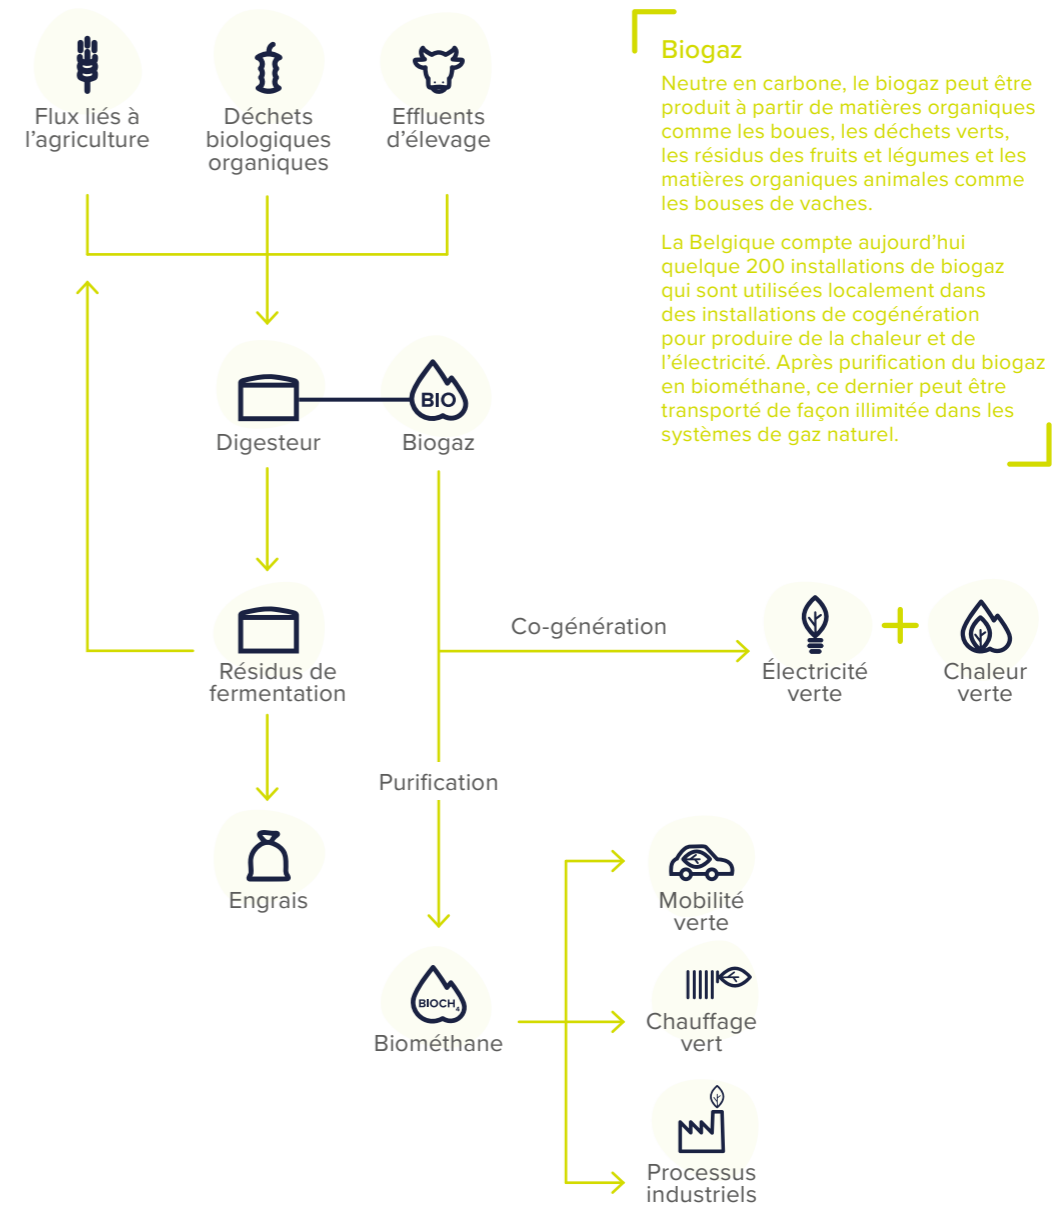 Flux liés à
l’agriculture
Déchets
biologiques
organiques
Effluents
d’élevage
Biogaz
Neutre en carbone, le biogaz peut être
produit à partir de matières organiques
comme les boues, les déchets verts,
les résidus des fruits et légumes et les
matières organiques animales comme
les bouses de vaches.
La Belgique compte aujourd’hui
quelque 200 installations de biogaz
qui sont utilisées localement dans
des installations de cogénération
pour produire de la chaleur et de
l’électricité. Après purification du biogaz
en biométhane, ce dernier peut être
transporté de façon illimitée dans les
systèmes de gaz naturel.
Digesteur
BIO
Biogaz
Résidus de
fermentation
Co-génération
Électricité
verte
+
Chaleur
verte
Purification
Engrais
BIOCH₄
Biométhane
Mobilité
verte
Chauffage
vert
Processus
industriels